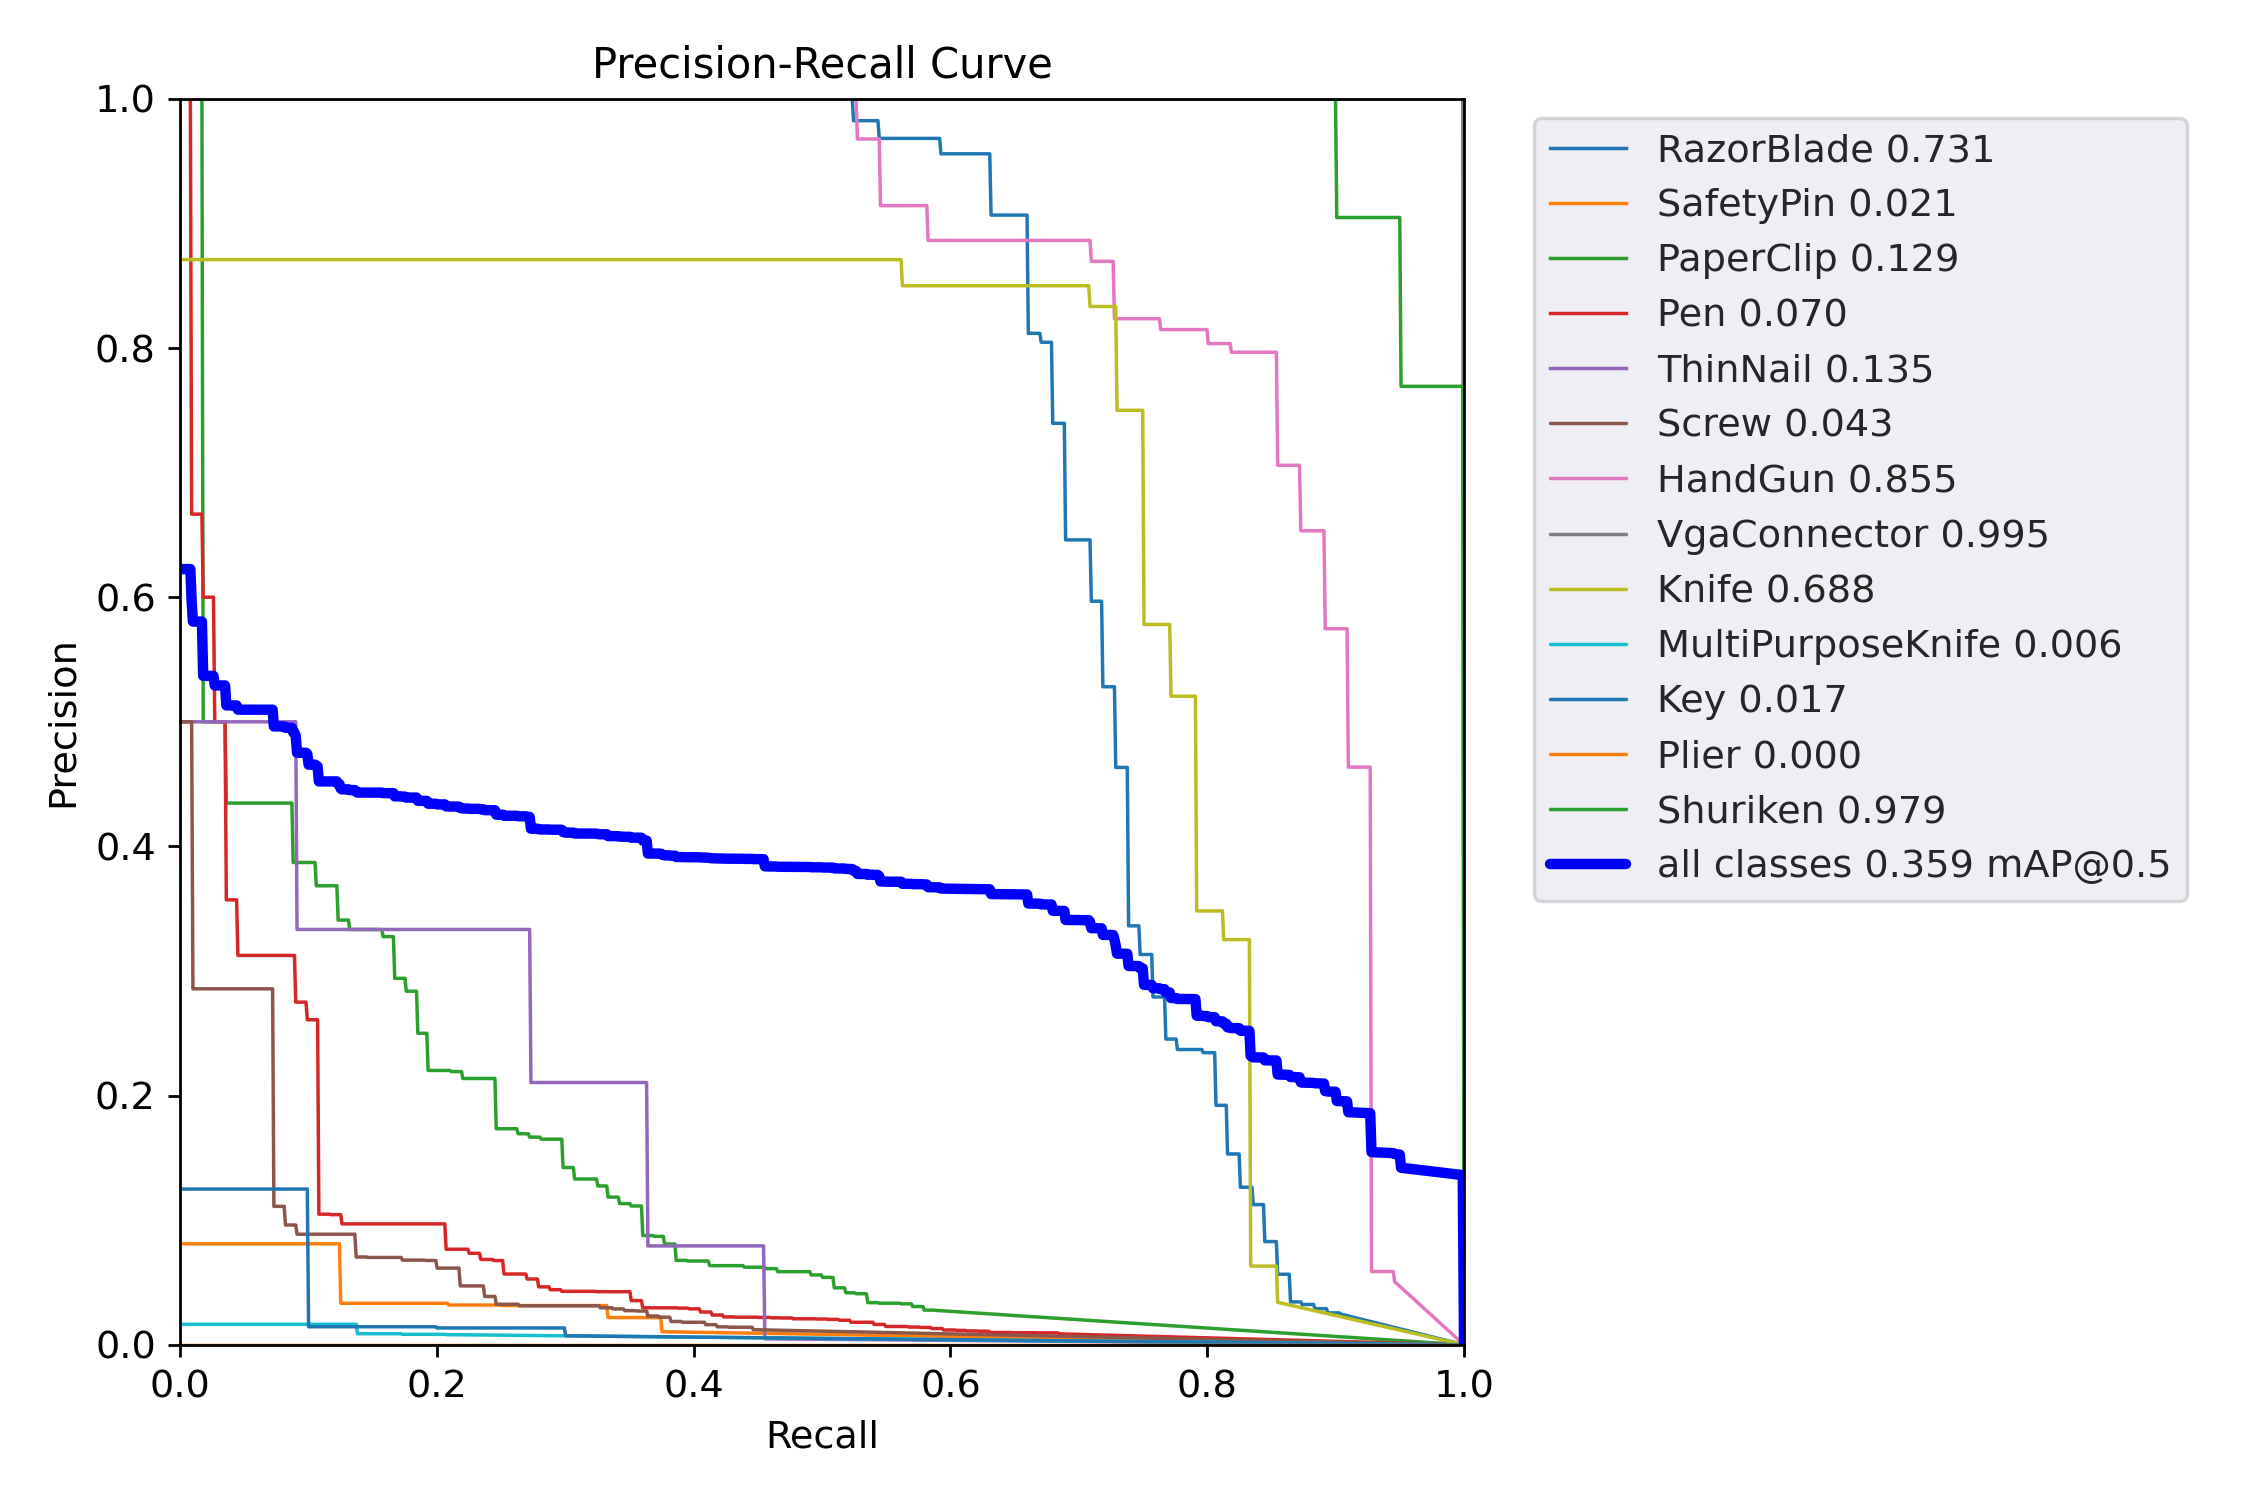 Precision-Recall Curve
1.0
0.8
0.6
0.4
0.2
0.0
Precision
0.0 0.2 0.4 0.6 0.8 1.0
Recall
RazorBlade 0.731
SafetyPin 0.021
PaperClip 0.129
Pen 0.070
ThinNail 0.135
Screw 0.043
HandGun 0.855
VgaConnector 0.995
Knife 0.688
MultiPurposeKnife 0.006
Key 0.017
Plier 0.000
Shuriken 0.979
all classes 0.359 mAP@0.5